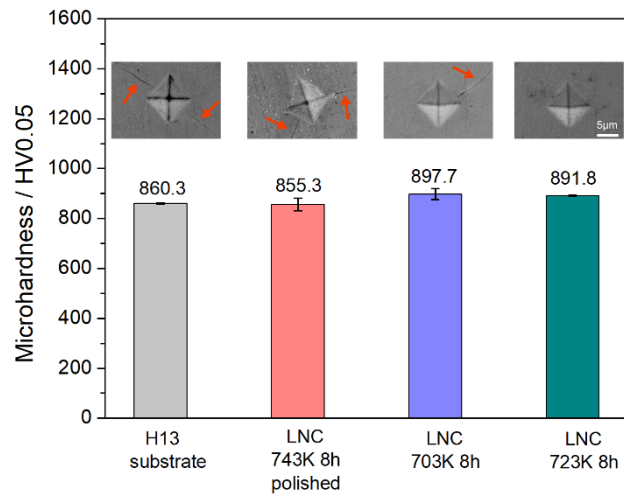 1600
1400
1200
1000
800
600
400
200
0
Microhardness / HV0.05
5μm
860.3
855.3
897.7
891.8
H13
substrate
LNC
743K 8h
polished
LNC
703K 8h
LNC
723K 8h